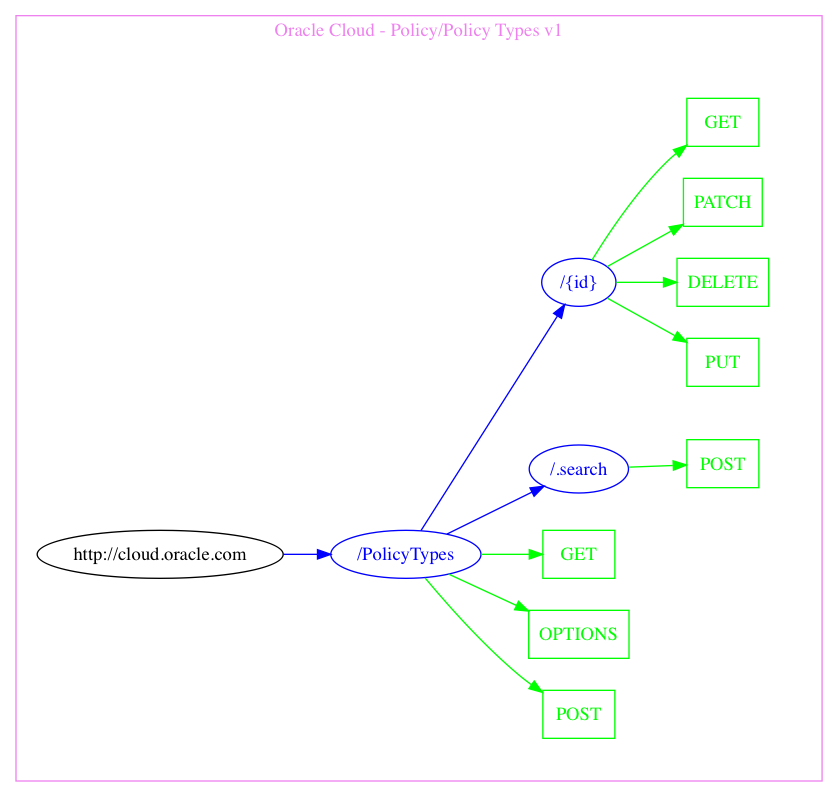 Oracle Cloud - Policy/Policy Types v1
GET
PATCH
/{id}
DELETE
PUT
/.search
POST
http://cloud.oracle.com
/PolicyTypes
GET
OPTIONS
POST